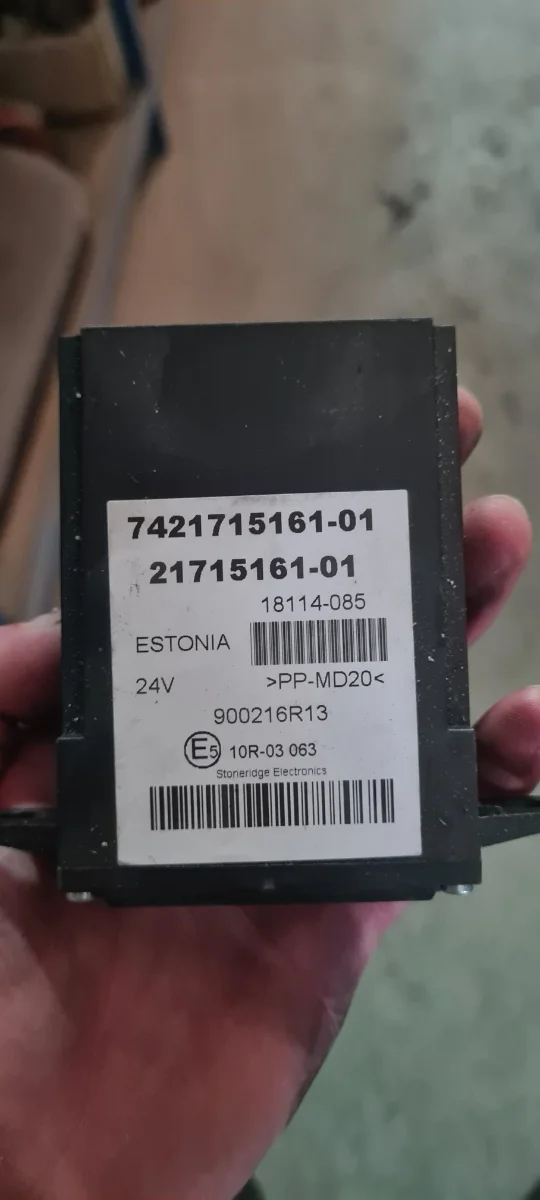 7421715161-01
21715161-01
18114-085
ESTONIA
24V >PP-MD20<
900216R13
E5 10R-03 063
Stoneridge Electronics